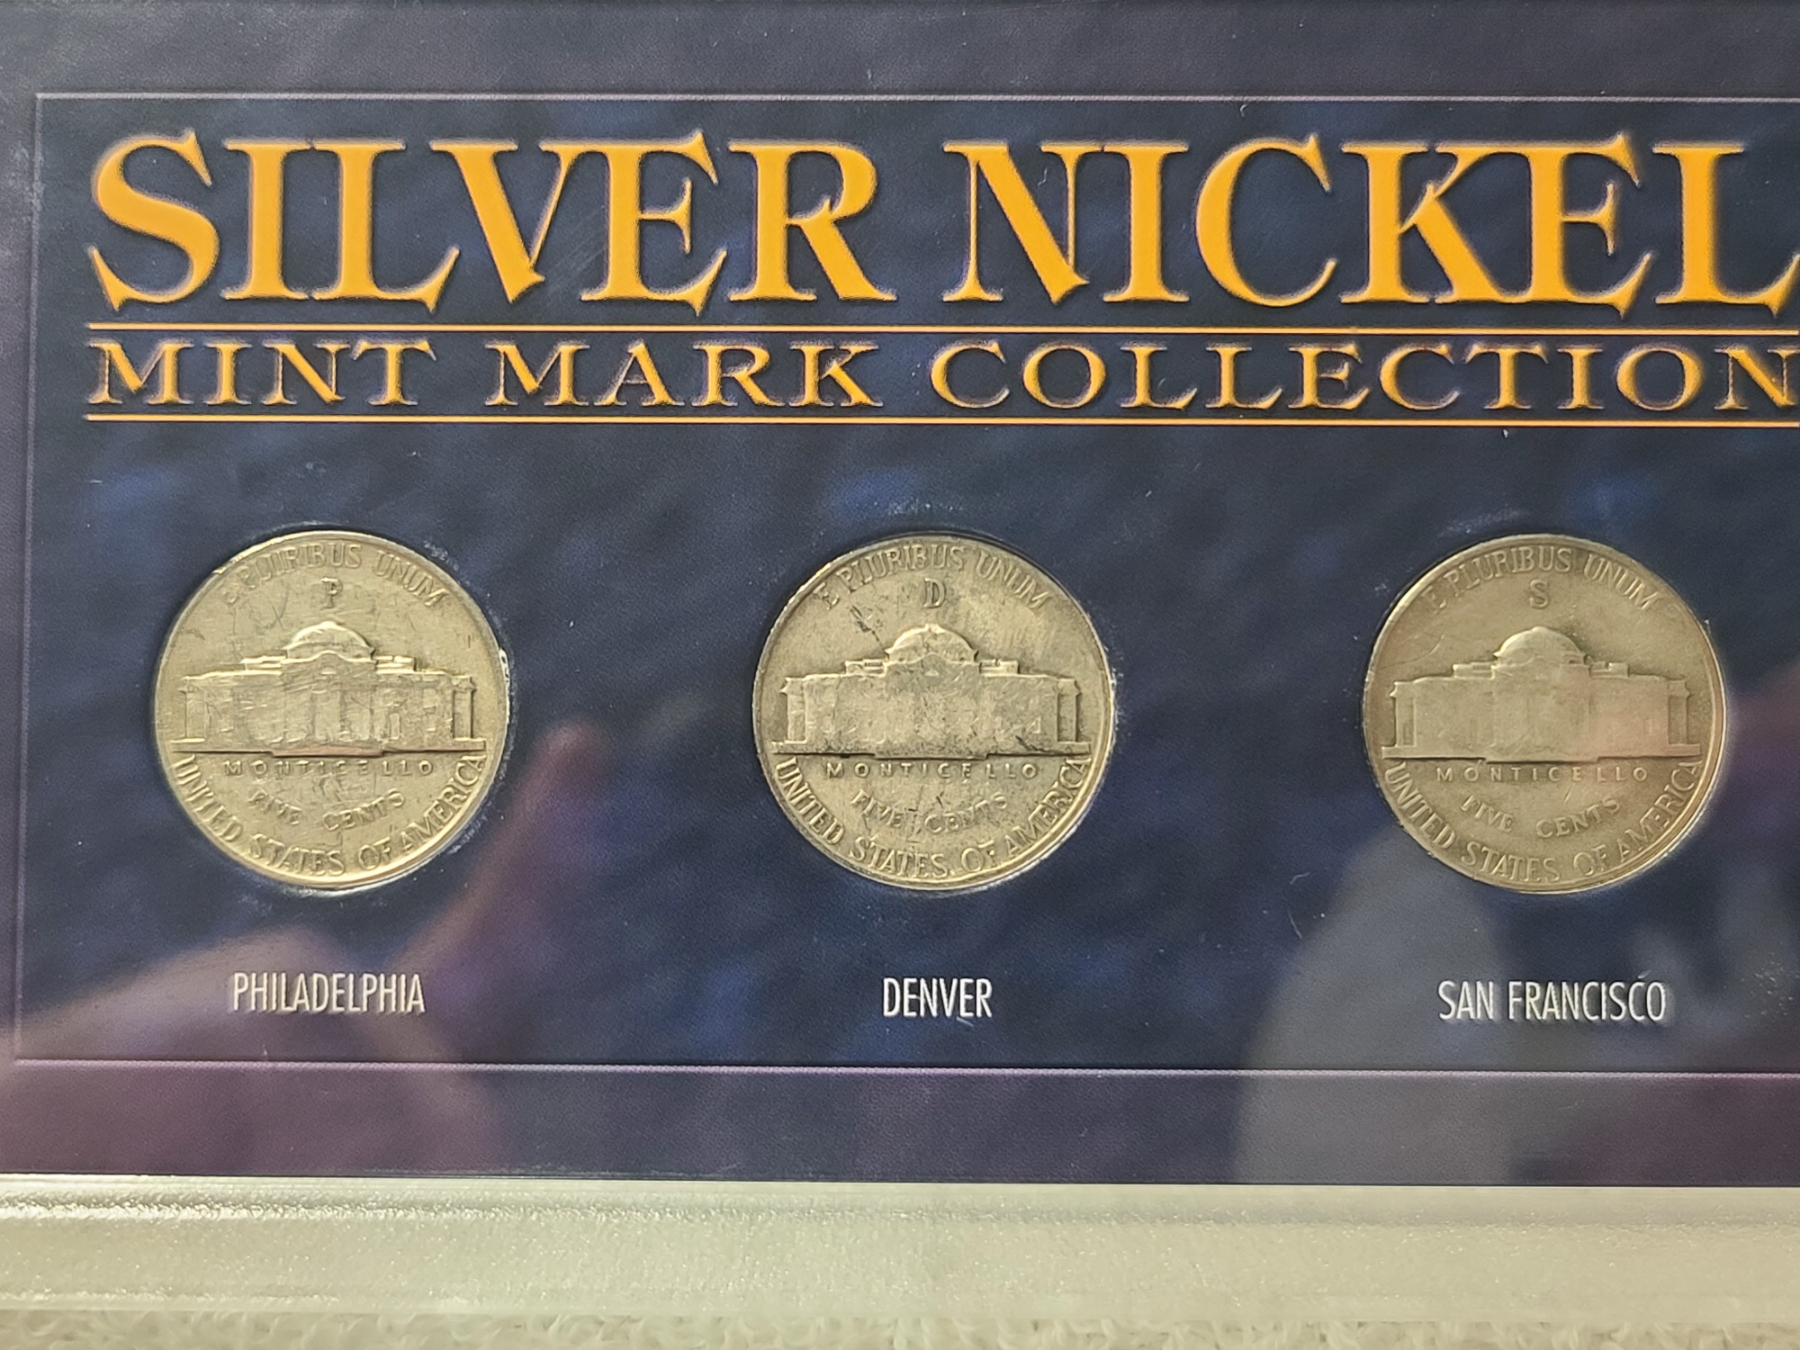 SILVER NICKEL
MINT MARK COLLECTION
E PLURIBUS UNUM
P
MONTICELLO
FIVE CENTS
UNITED STATES OF AMERICA
E PLURIBUS UNUM
D
MONTICELLO
FIVE CENTS
UNITED STATES OF AMERICA
E PLURIBUS UNUM
S
MONTICELLO
FIVE CENTS
UNITED STATES OF AMERICA
PHILADELPHIA
DENVER
SAN FRANCISCO